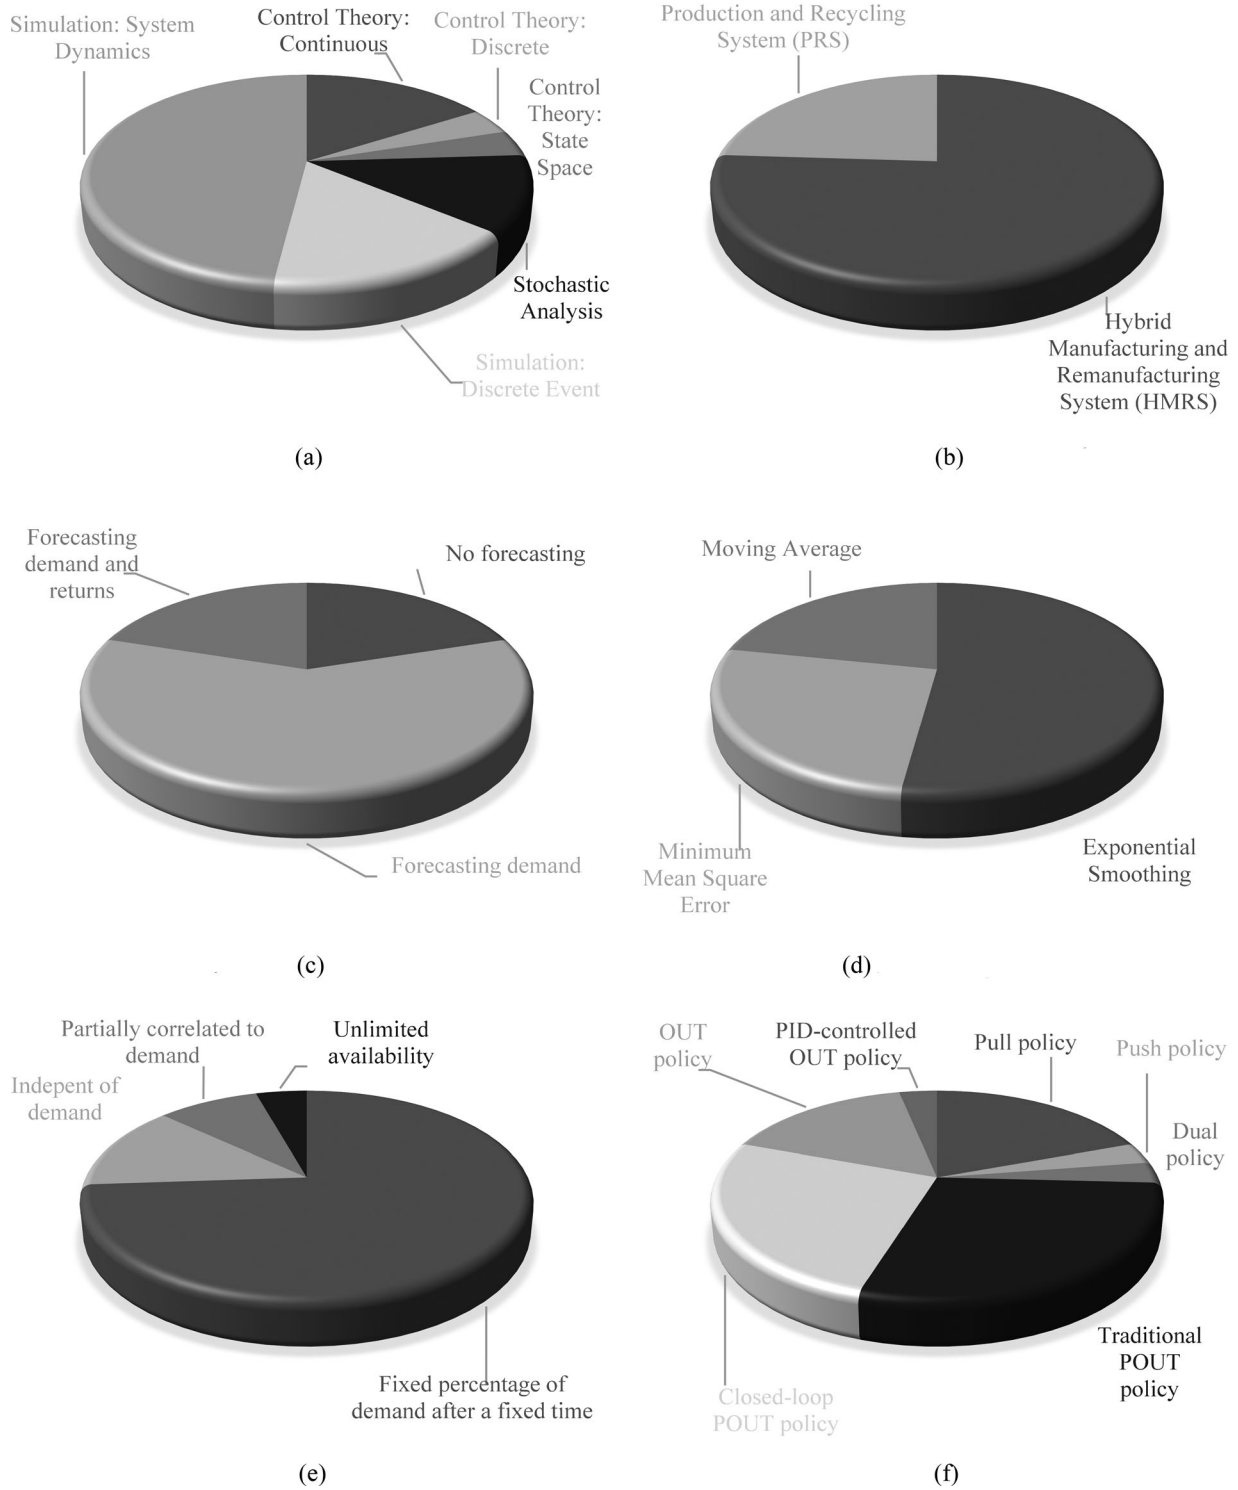 Simulation: System
Dynamics
Control Theory:
Continuous
Control Theory:
Discrete
Control
Theory:
State
Space
Stochastic
Analysis
Simulation:
Discrete Event
(a)
Production and Recycling
System (PRS)
Hybrid
Manufacturing and
Remanufacturing
System (HMRS)
(b)
Forecasting
demand and
returns
No forecasting
Forecasting demand
(c)
Moving Average
Minimum
Mean Square
Error
Exponential
Smoothing
(d)
Partially correlated to
demand
Unlimited
availability
Indepent of
demand
Fixed percentage of
demand after a fixed time
(e)
OUT
policy
PID-controlled
OUT policy
Pull policy
Push policy
Dual
policy
Traditional
POUT
policy
Closed-loop
POUT policy
(f)